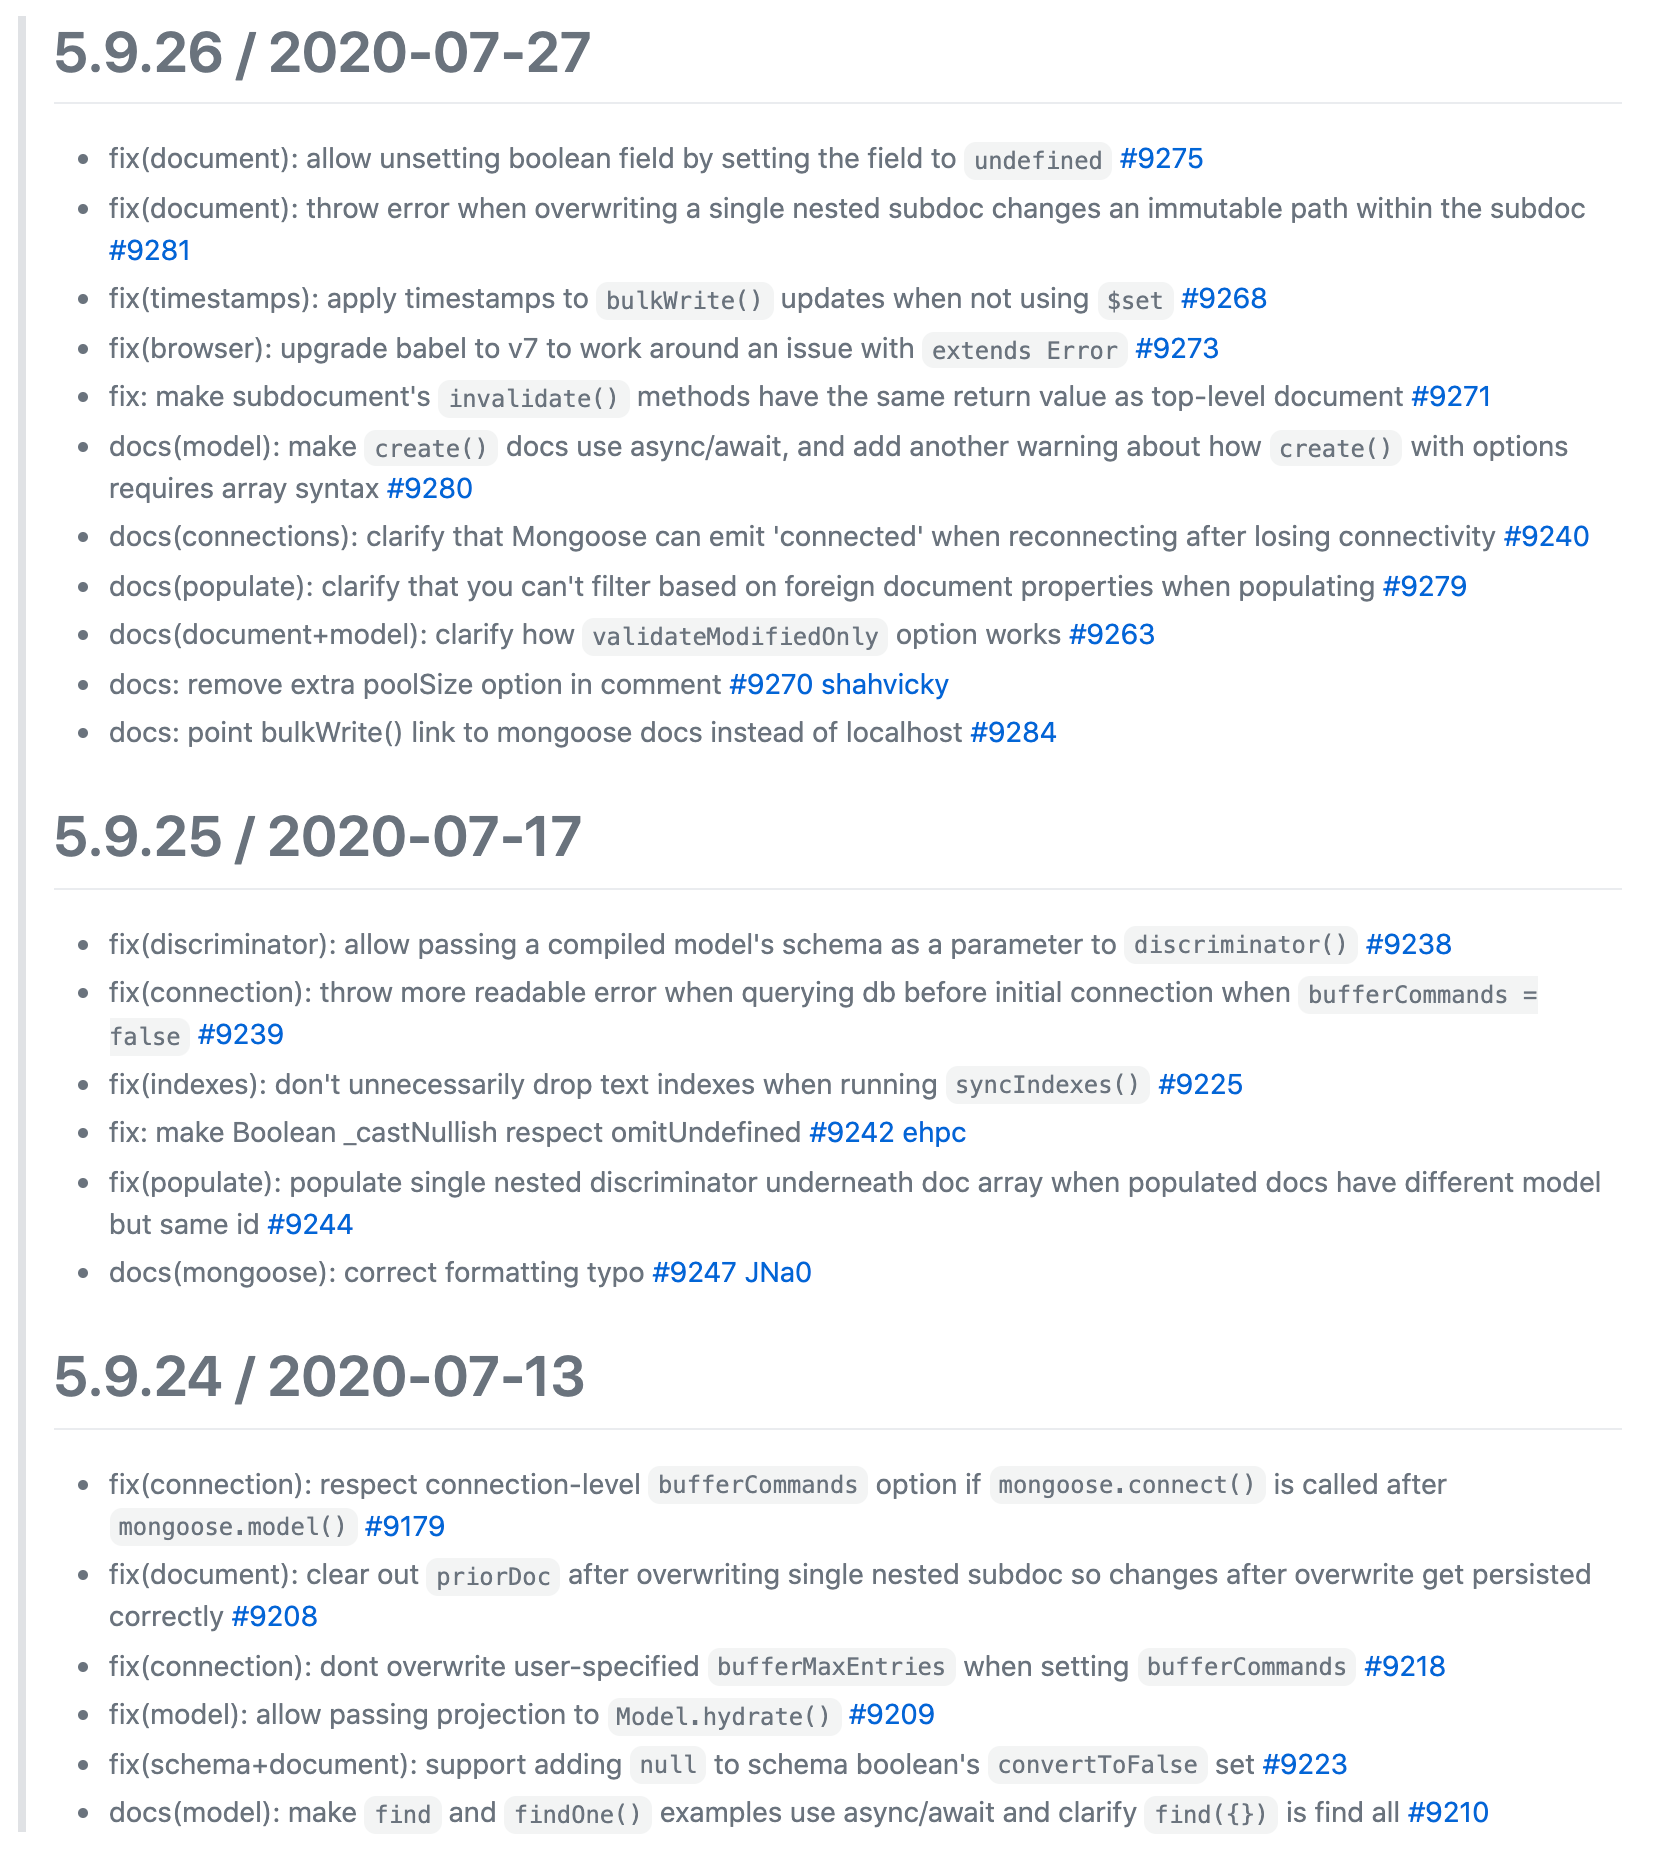 5.9.26 / 2020-07-27
fix(document): allow unsetting boolean field by setting the field to undefined #9275
fix(document): throw error when overwriting a single nested subdoc changes an immutable path within the subdoc
#9281
fix(timestamps): apply timestamps to bulkWrite() updates when not using $set #9268
fix(browser): upgrade babel to v7 to work around an issue with extends Error #9273
fix: make subdocument's invalidate() methods have the same return value as top-level document #9271
docs(model): make create() docs use async/await, and add another warning about how create() with options
requires array syntax #9280
docs(connections): clarify that Mongoose can emit 'connected' when reconnecting after losing connectivity #9240
docs(populate): clarify that you can't filter based on foreign document properties when populating #9279
docs(document+model): clarify how validateModifiedOnly option works #9263
docs: remove extra poolSize option in comment #9270 shahvicky
docs: point bulkWrite() link to mongoose docs instead of localhost #9284
5.9.25 / 2020-07-17
fix(discriminator): allow passing a compiled model's schema as a parameter to discriminator() #9238
fix(connection): throw more readable error when querying db before initial connection when bufferCommands =
false #9239
fix(indexes): don't unnecessarily drop text indexes when running syncIndexes() #9225
fix: make Boolean _castNullish respect omitUndefined #9242 ehpc
fix(populate): populate single nested discriminator underneath doc array when populated docs have different model
but same id #9244
docs(mongoose): correct formatting typo #9247 JNa0
5.9.24 / 2020-07-13
fix(connection): respect connection-level bufferCommands option if mongoose.connect() is called after
mongoose.model() #9179
fix(document): clear out priorDoc after overwriting single nested subdoc so changes after overwrite get persisted
correctly #9208
fix(connection): dont overwrite user-specified bufferMaxEntries when setting bufferCommands #9218
fix(model): allow passing projection to Model.hydrate() #9209
fix(schema+document): support adding null to schema boolean's convertToFalse set #9223
docs(model): make find and findOne() examples use async/await and clarify find({}) is find all #9210